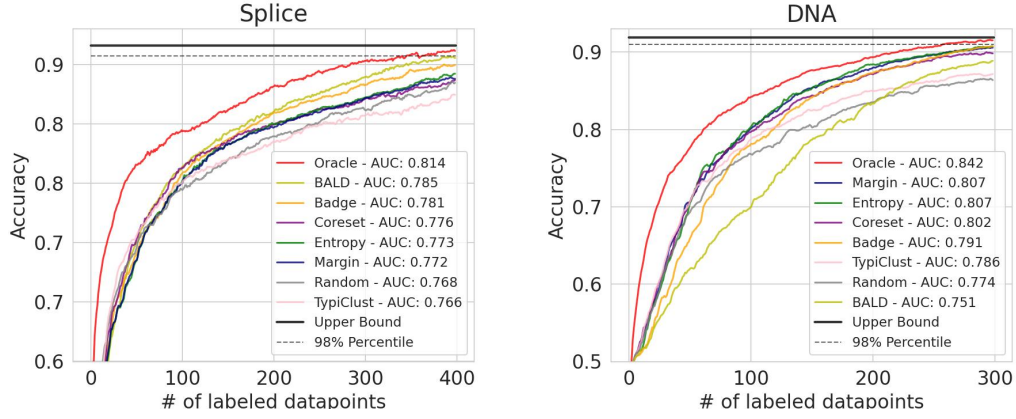 Splice
Accuracy
0.9
0.8
0.8
0.7
0.7
0.6
0
100
200
300
400
# of labeled datapoints
Oracle - AUC: 0.814
BALD - AUC: 0.785
Badge - AUC: 0.781
Coreset - AUC: 0.776
Entropy - AUC: 0.773
Margin - AUC: 0.772
Random - AUC: 0.768
TypiClust - AUC: 0.766
Upper Bound
98% Percentile
DNA
Accuracy
0.9
0.8
0.7
0.6
0.5
0
100
200
300
# of labeled datapoints
Oracle - AUC: 0.842
Margin - AUC: 0.807
Entropy - AUC: 0.807
Coreset - AUC: 0.802
Badge - AUC: 0.791
TypiClust - AUC: 0.786
Random - AUC: 0.774
BALD - AUC: 0.751
Upper Bound
98% Percentile